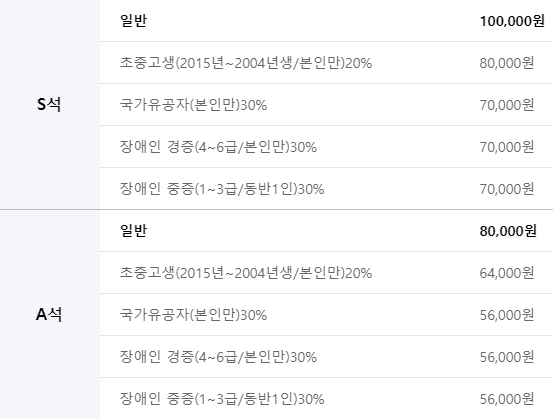 일반 100,000원
초중고생(2015년~2004년생/본인만)20% 80,000원
국가유공자(본인만)30% 70,000원
S석
장애인 경증(4~6급/본인만)30% 70,000원
장애인 중증(1~3급/동반1인)30% 70,000원
일반 80,000원
초중고생(2015년~2004년생/본인만)20% 64,000원
국가유공자(본인만)30% 56,000원
A석
장애인 경증(4~6급/본인만)30% 56,000원
장애인 중증(1~3급/동반1인)30% 56,000원